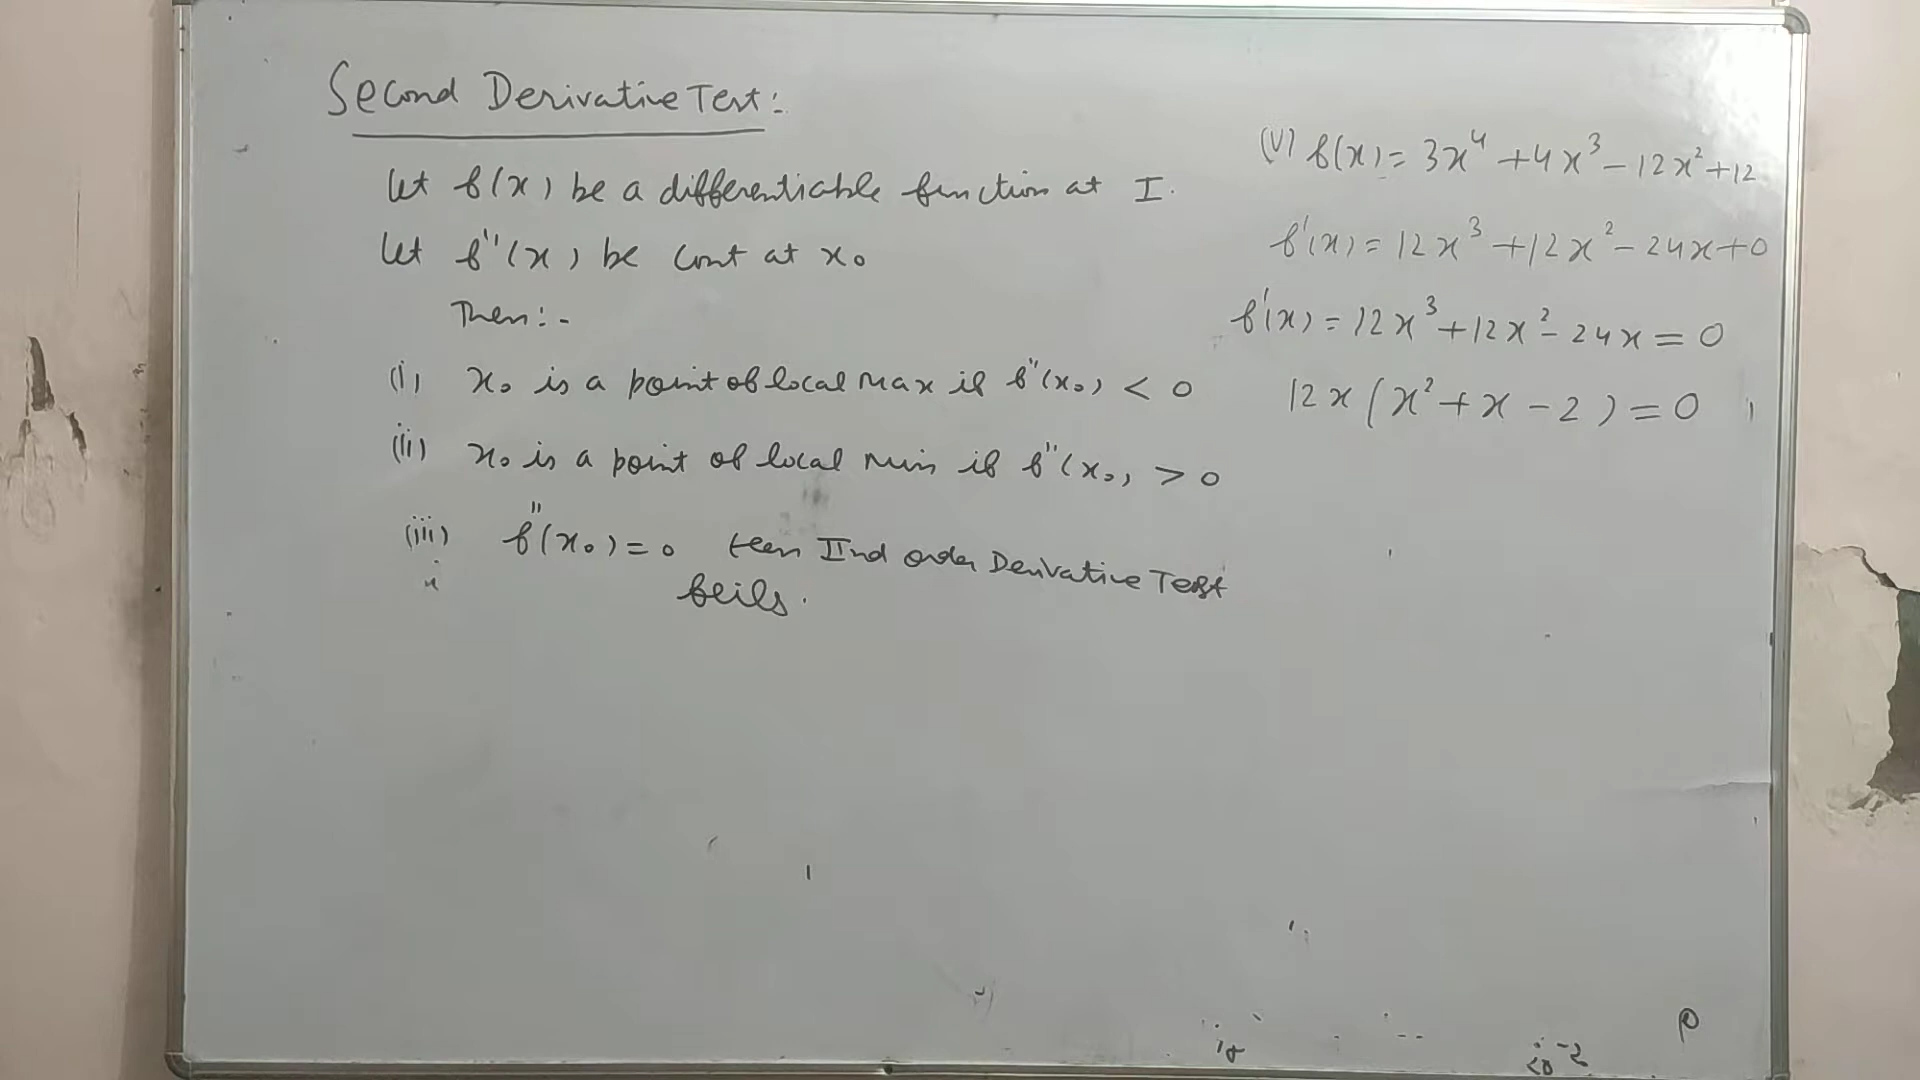 Second Derivative Test:
Let f(x) be a differentiable function at I.
Let f''(x) be cont at x₀
Then:-
(i) x₀ is a point of local max if f''(x₀) < 0
(ii) x₀ is a point of local min if f''(x₀) > 0
(iii) f''(x₀) = 0 then IInd order Derivative Test
fails.
(V) f(x) = 3x⁴ + 4x³ - 12x² + 12
f'(x) = 12x³ + 12x² - 24x + 0
f'(x) = 12x³ + 12x² - 24x = 0
12x (x² + x - 2) = 0